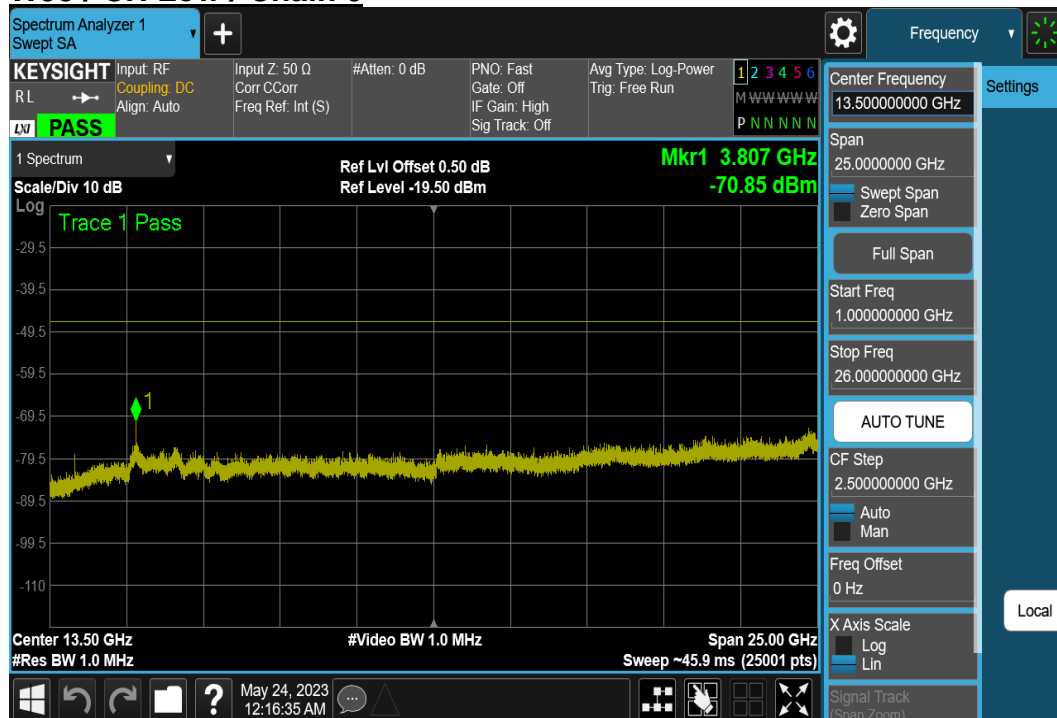 Spectrum Analyzer 1
Swept SA
Frequency
KEYSIGHT
Input: RF
Coupling: DC
Align: Auto
Input Z: 50 Ω
Corr CCorr
Freq Ref: Int (S)
#Atten: 0 dB
PNO: Fast
Gate: Off
IF Gain: High
Sig Track: Off
Avg Type: Log-Power
Trig: Free Run
1 2 3 4 5 6
M W W W W W
P N N N N N
R L
LXI PASS
1 Spectrum
Scale/Div 10 dB
Ref Lvl Offset 0.50 dB
Ref Level -19.50 dBm
Mkr1 3.807 GHz
-70.85 dBm
Log
Trace 1 Pass
-29.5
-39.5
-49.5
-59.5
1
-69.5
-79.5
-89.5
-99.5
-110
Center 13.50 GHz
#Video BW 1.0 MHz
Span 25.00 GHz
#Res BW 1.0 MHz
Sweep ~45.9 ms (25001 pts)
May 24, 2023
12:16:35 AM
Center Frequency
13.500000000 GHz
Settings
Span
25.0000000 GHz
Swept Span
Zero Span
Full Span
Start Freq
1.000000000 GHz
Stop Freq
26.000000000 GHz
AUTO TUNE
CF Step
2.500000000 GHz
Auto
Man
Freq Offset
0 Hz
X Axis Scale
Log
Lin
Local
Signal Track
(Span Zoom)